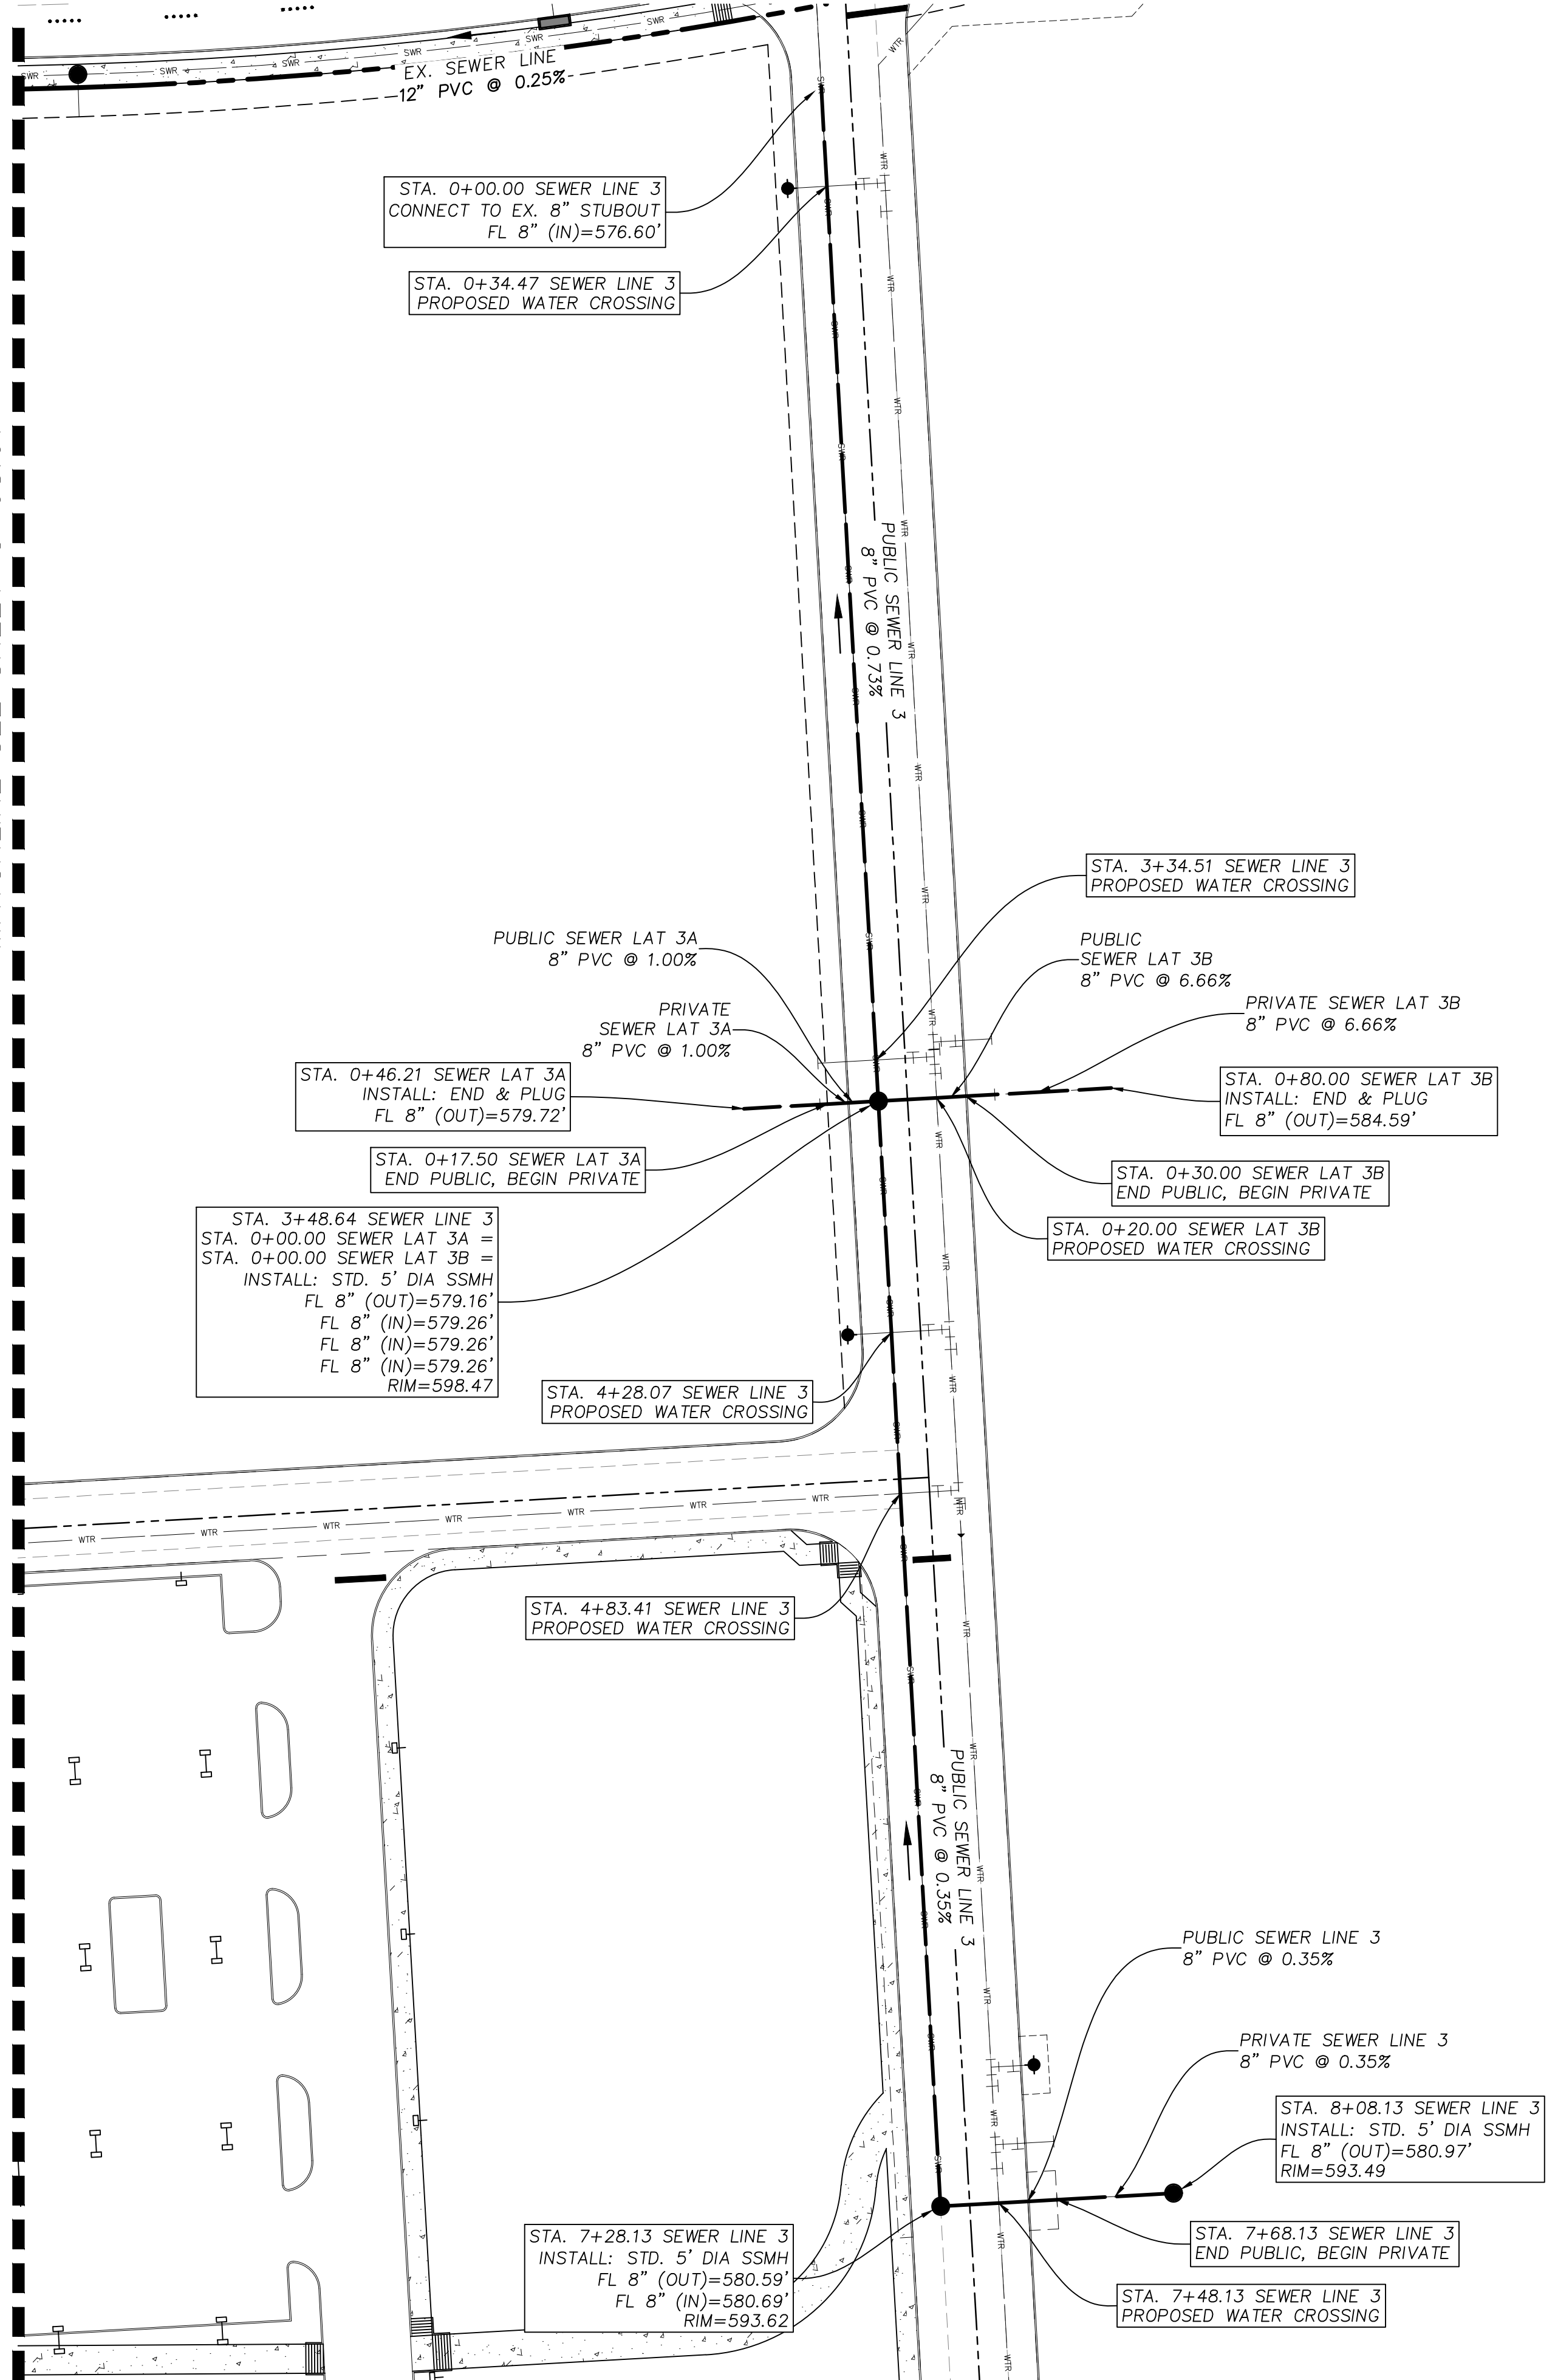 EX. SEWER LINE
12" PVC @ 0.25%
STA. 0+00.00 SEWER LINE 3
CONNECT TO EX. 8" STUBOUT
FL 8" (IN)=576.60'
STA. 0+34.47 SEWER LINE 3
PROPOSED WATER CROSSING
PUBLIC SEWER LINE 3
8" PVC @ 0.73%
STA. 3+34.51 SEWER LINE 3
PROPOSED WATER CROSSING
PUBLIC SEWER LAT 3A
8" PVC @ 1.00%
PUBLIC
SEWER LAT 3B
8" PVC @ 6.66%
PRIVATE
SEWER LAT 3A
8" PVC @ 1.00%
PRIVATE SEWER LAT 3B
8" PVC @ 6.66%
STA. 0+46.21 SEWER LAT 3A
INSTALL: END & PLUG
FL 8" (OUT)=579.72'
STA. 0+80.00 SEWER LAT 3B
INSTALL: END & PLUG
FL 8" (OUT)=584.59'
STA. 0+17.50 SEWER LAT 3A
END PUBLIC, BEGIN PRIVATE
STA. 0+30.00 SEWER LAT 3B
END PUBLIC, BEGIN PRIVATE
STA. 3+48.64 SEWER LINE 3
STA. 0+00.00 SEWER LAT 3A =
STA. 0+00.00 SEWER LAT 3B =
INSTALL: STD. 5' DIA SSMH
FL 8" (OUT)=579.16'
FL 8" (IN)=579.26'
FL 8" (IN)=579.26'
FL 8" (IN)=579.26'
RIM=598.47
STA. 0+20.00 SEWER LAT 3B
PROPOSED WATER CROSSING
STA. 4+28.07 SEWER LINE 3
PROPOSED WATER CROSSING
WTR WTR WTR WTR WTR WTR WTR
STA. 4+83.41 SEWER LINE 3
PROPOSED WATER CROSSING
PUBLIC SEWER LINE 3
8" PVC @ 0.35%
PUBLIC SEWER LINE 3
8" PVC @ 0.35%
PRIVATE SEWER LINE 3
8" PVC @ 0.35%
STA. 8+08.13 SEWER LINE 3
INSTALL: STD. 5' DIA SSMH
FL 8" (OUT)=580.97'
RIM=593.49
STA. 7+28.13 SEWER LINE 3
INSTALL: STD. 5' DIA SSMH
FL 8" (OUT)=580.59'
FL 8" (IN)=580.69'
RIM=593.62
STA. 7+68.13 SEWER LINE 3
END PUBLIC, BEGIN PRIVATE
STA. 7+48.13 SEWER LINE 3
PROPOSED WATER CROSSING